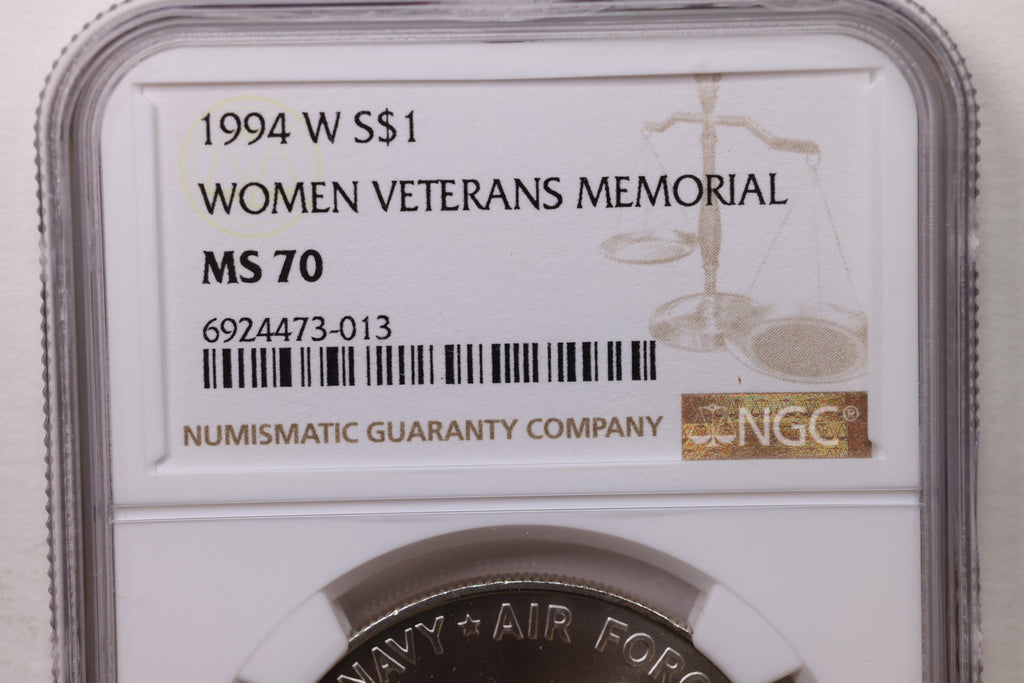 1994 W S$1
WOMEN VETERANS MEMORIAL
MS 70
6924473-013
NUMISMATIC GUARANTY COMPANY
NGC®
NAVY ★ AIR FORC